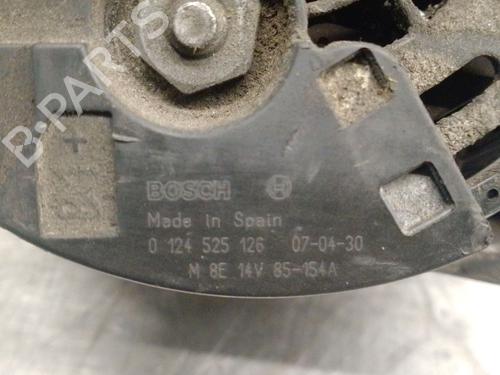 B-PARTS
BOSCH
Made in Spain
0 124 525 126 07-04-30
M 8E 14V 85-154A